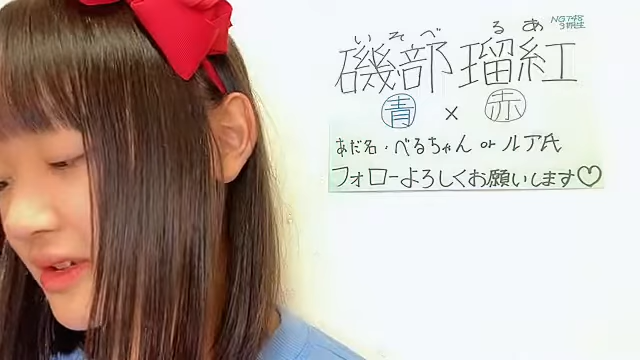 NGT48
3期生
いそべ るあ
磯部瑠紅
青 × 赤
あだ名・べるちゃん or ルア氏
フォローよろしくお願いします♡